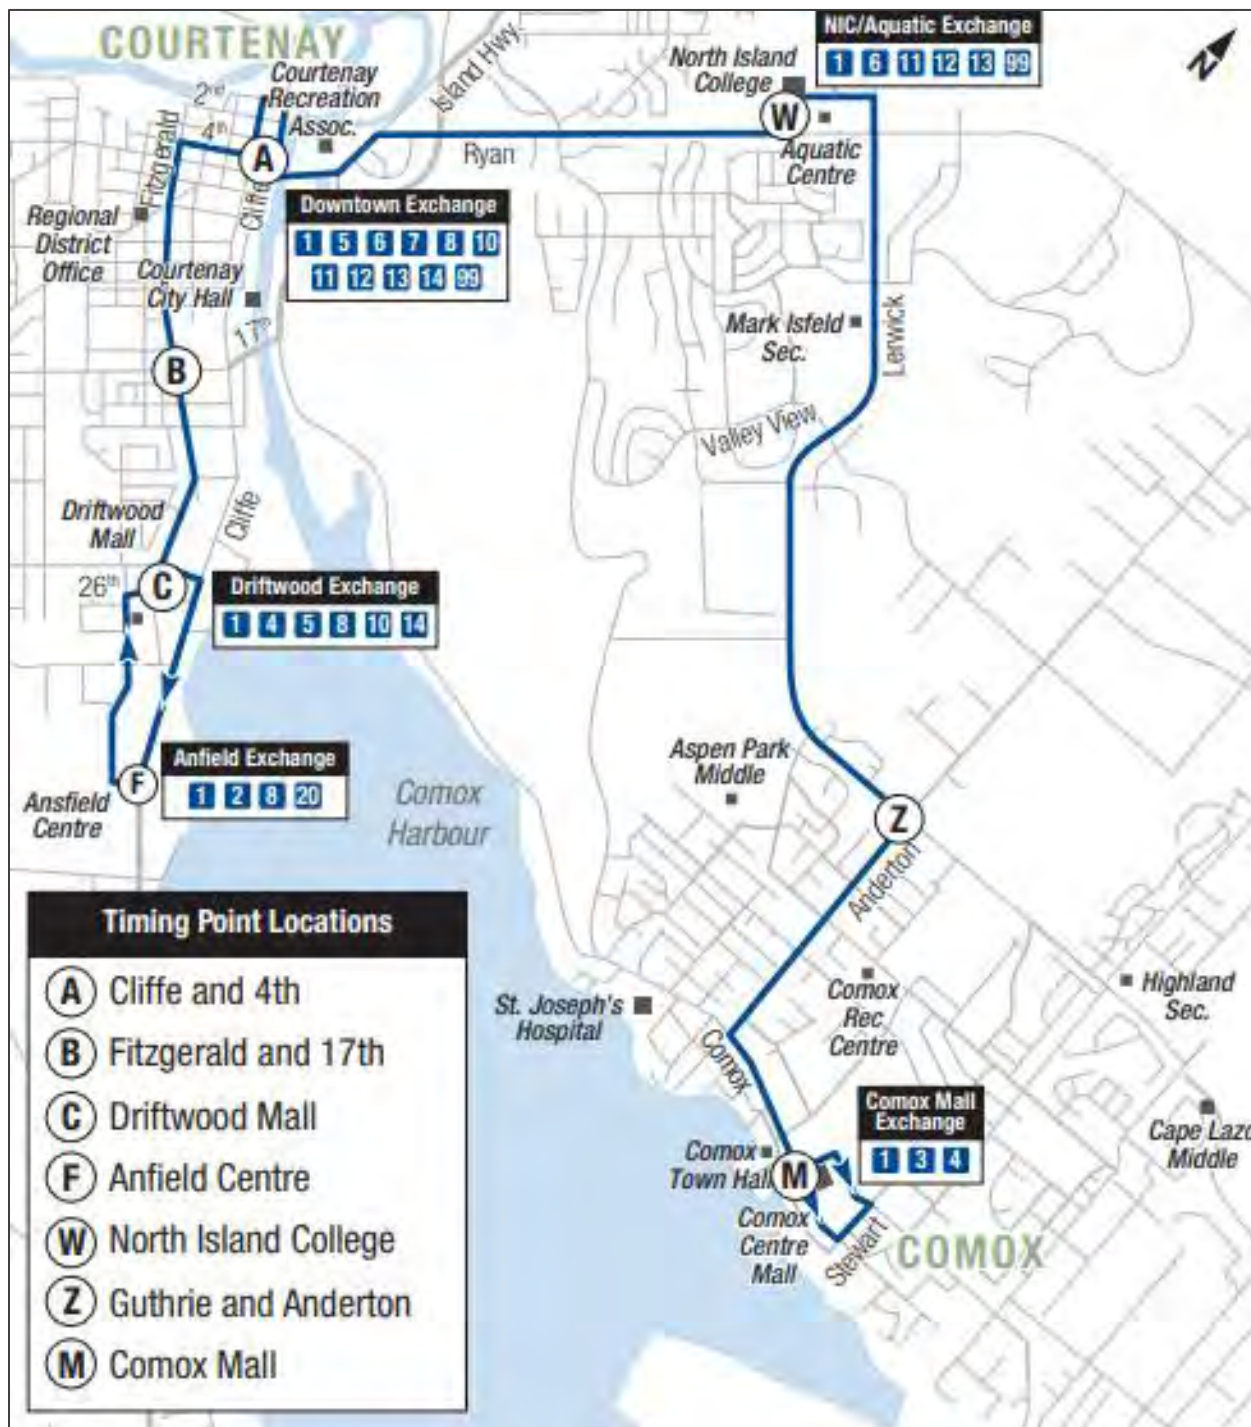 COURTENAY
Courtenay
Recreation
Assoc.
2nd
4th
Fitzgerald
Cliffe
Island Hwy.
Ryan
North Island
College
NIC/Aquatic Exchange
1 6 11 12 13 99
N
W
Aquatic
Centre
A
Regional
District
Office
Courtenay
City Hall
Downtown Exchange
1 5 6 7 8 10
11 12 13 14 99
17th
B
Mark Isfeld
Sec.
Lerwick
Valley View
Driftwood
Mall
Cliffe
26th
C
Driftwood Exchange
1 4 5 8 10 14
Anfield Exchange
1 2 8 20
F
Ansfield
Centre
Comox
Harbour
Aspen Park
Middle
Z
Anderton
St. Joseph's
Hospital
Comox
Comox
Rec
Centre
Highland
Sec.
Comox Mall
Exchange
1 3 4
Cape Lazo
Middle
Comox
Town Hall
M
Comox
Centre
Mall
Stewart
COMOX
Timing Point Locations
A Cliffe and 4th
B Fitzgerald and 17th
C Driftwood Mall
F Anfield Centre
W North Island College
Z Guthrie and Anderton
M Comox Mall